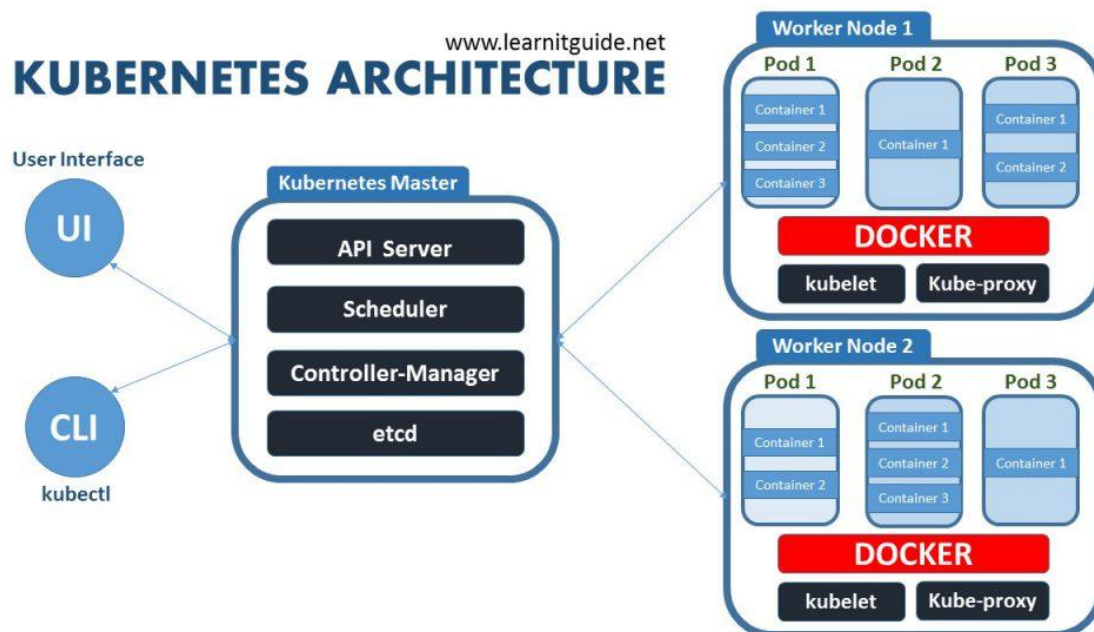 www.learnitguide.net
KUBERNETES ARCHITECTURE
User Interface
UI
CLI
kubectl
Kubernetes Master
API Server
Scheduler
Controller-Manager
etcd
Worker Node 1
Pod 1
Container 1
Container 2
Container 3
Pod 2
Container 1
Pod 3
Container 1
Container 2
DOCKER
kubelet
Kube-proxy
Worker Node 2
Pod 1
Container 1
Container 2
Pod 2
Container 1
Container 2
Container 3
Pod 3
Container 1
DOCKER
kubelet
Kube-proxy